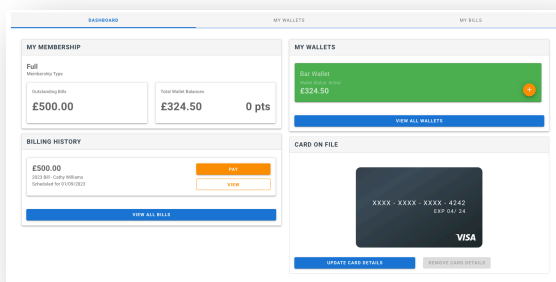 DASHBOARD
MY WALLETS
MY BILLS
MY MEMBERSHIP
Full
Membership Type
Outstanding Bills
£500.00
Total Wallet Balances
£324.50 0 pts
BILLING HISTORY
£500.00
2023 Bill - Cathy Williams
Scheduled for 01/09/2023
PAY
VIEW
VIEW ALL BILLS
MY WALLETS
Bar Wallet
£324.50
+
VIEW ALL WALLETS
CARD ON FILE
XXXX - XXXX - XXXX - 4242
EXP 04/ 24
VISA
UPDATE CARD DETAILS
REMOVE CARD DETAILS